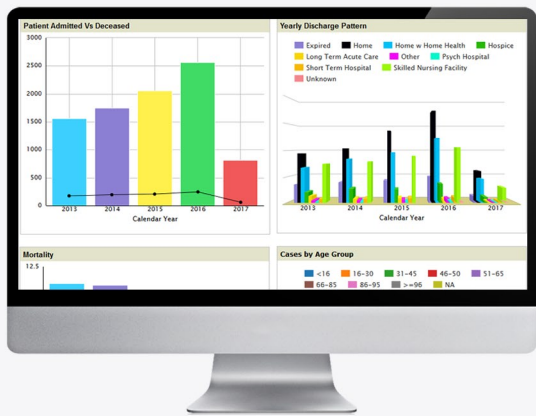 Patient Admitted Vs Deceased
3000
2500
2000
1500
1000
500
0
2013 2014 2015 2016 2017
Calendar Year
Yearly Discharge Pattern
Expired Home Home w Home Health Hospice
Long Term Acute Care Other Psych Hospital
Short Term Hospital Skilled Nursing Facility
Unknown
2013 2014 2015 2016 2017
Calendar Year
Mortality
12.5
Cases by Age Group
<16 16-30 31-45 46-50 51-65
66-85 86-95 >=96 NA